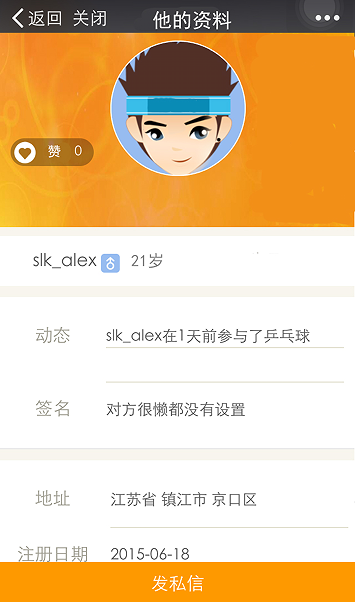 返回 关闭 他的资料
赞 0
slk_alex 21岁
动态 slk_alex在1天前参与了乒乓球
签名 对方很懒都没有设置
地址 江苏省 镇江市 京口区
注册日期 2015-06-18
发私信